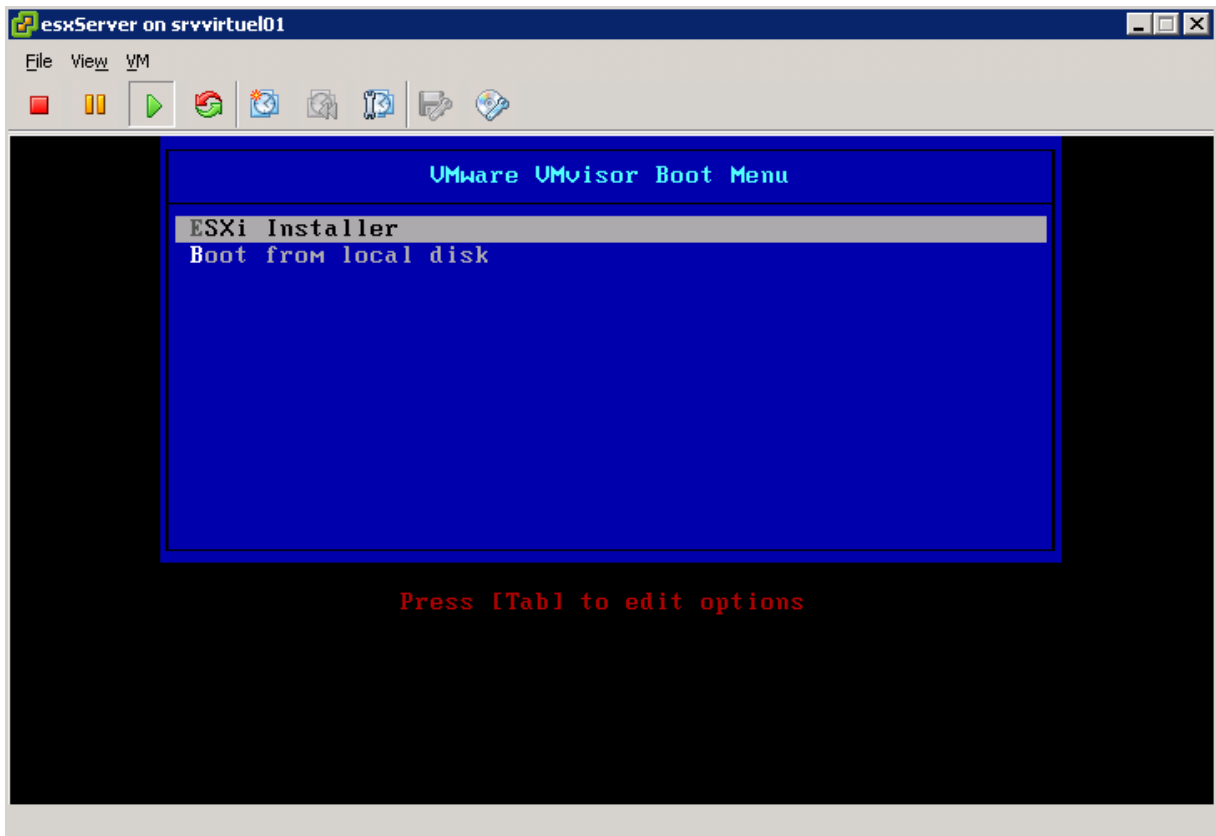 esxServer on srvvirtuel01
File View VM
VMware VMvisor Boot Menu
ESXi Installer
Boot from local disk
Press [Tab] to edit options